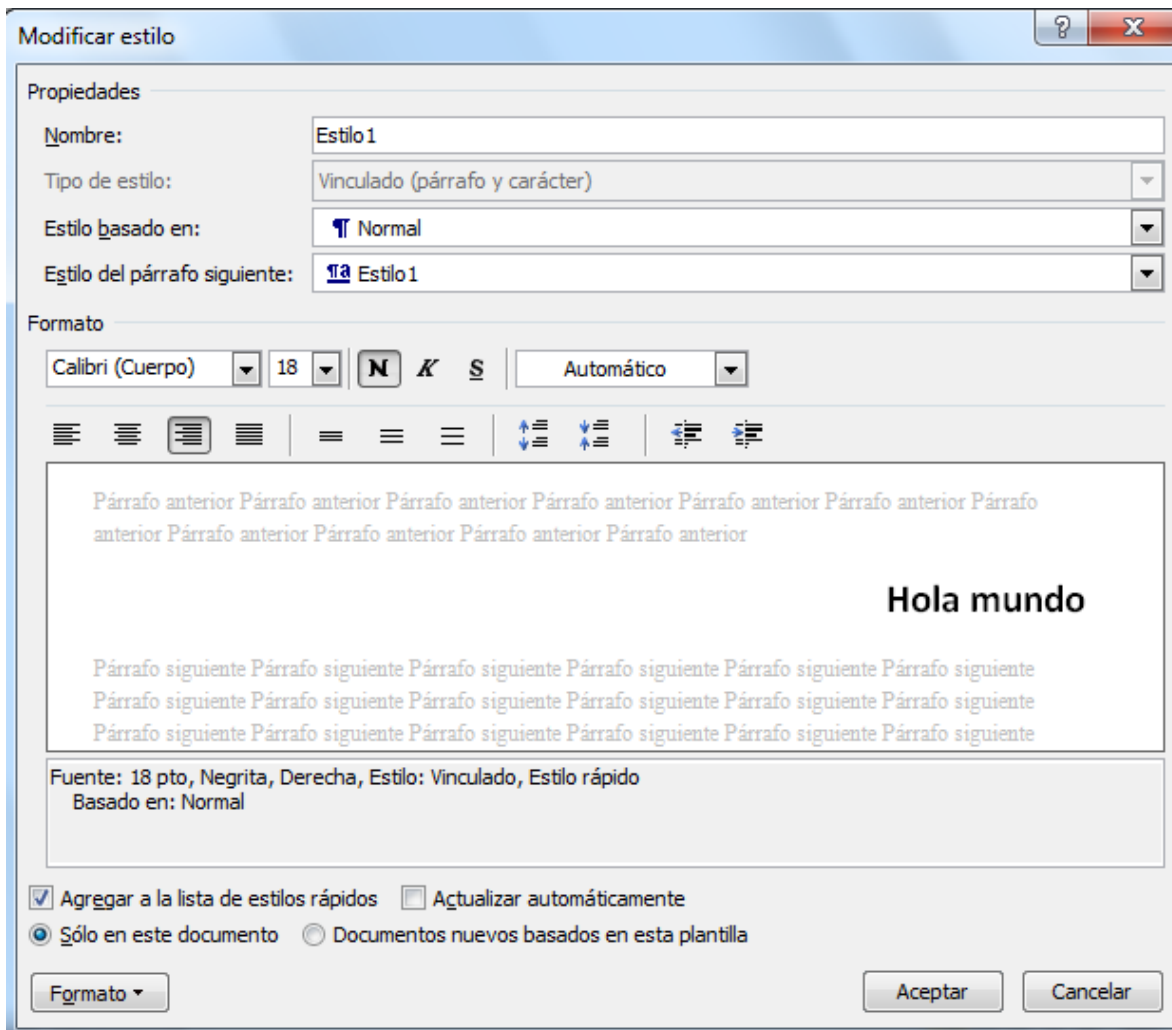 Modificar estilo
Propiedades
Nombre: Estilo1
Tipo de estilo: Vinculado (párrafo y carácter)
Estilo basado en: ¶ Normal
Estilo del párrafo siguiente: ¶a Estilo1
Formato
Calibri (Cuerpo) 18 N K S Automático
Párrafo anterior Párrafo anterior Párrafo anterior Párrafo anterior Párrafo anterior Párrafo anterior Párrafo
anterior Párrafo anterior Párrafo anterior Párrafo anterior Párrafo anterior
Hola mundo
Párrafo siguiente Párrafo siguiente Párrafo siguiente Párrafo siguiente Párrafo siguiente Párrafo siguiente
Párrafo siguiente Párrafo siguiente Párrafo siguiente Párrafo siguiente Párrafo siguiente Párrafo siguiente
Párrafo siguiente Párrafo siguiente Párrafo siguiente Párrafo siguiente Párrafo siguiente Párrafo siguiente
Fuente: 18 pto, Negrita, Derecha, Estilo: Vinculado, Estilo rápido
Basado en: Normal
Agregar a la lista de estilos rápidos Actualizar automáticamente
Sólo en este documento Documentos nuevos basados en esta plantilla
Formato Aceptar Cancelar